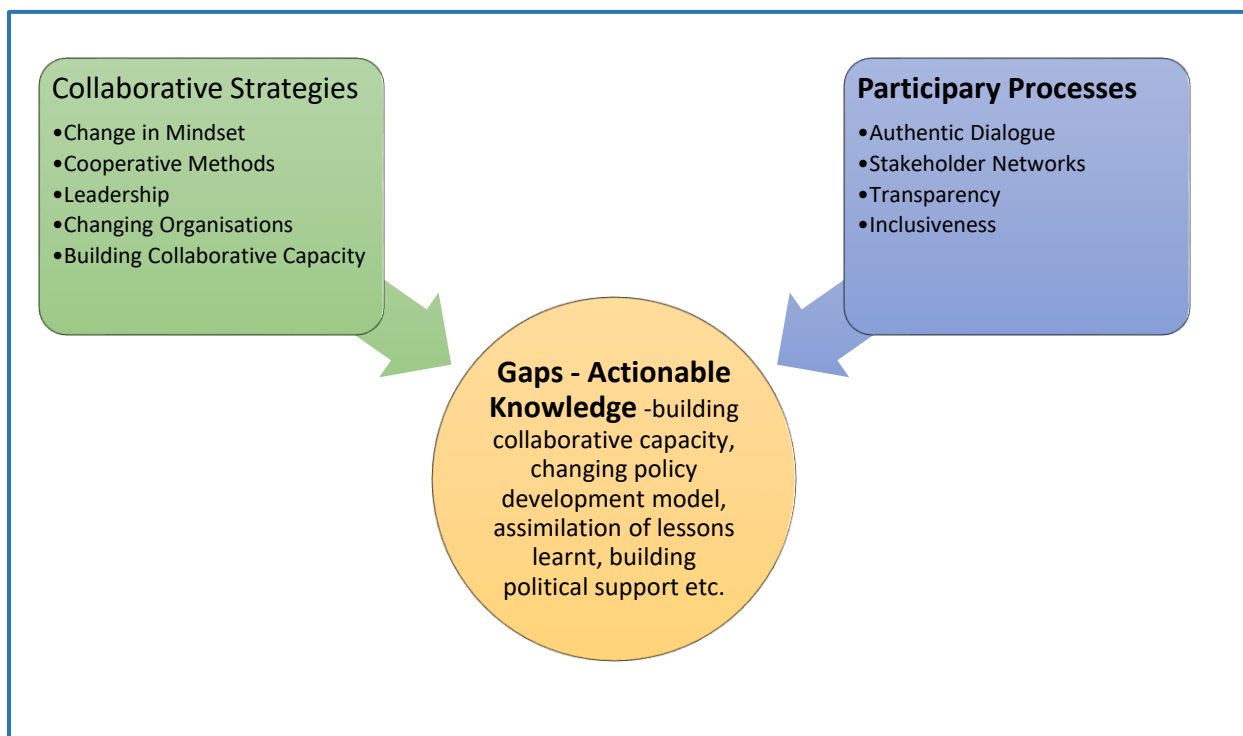 Collaborative Strategies
•Change in Mindset
•Cooperative Methods
•Leadership
•Changing Organisations
•Building Collaborative Capacity
Participary Processes
•Authentic Dialogue
•Stakeholder Networks
•Transparency
•Inclusiveness
Gaps - Actionable
Knowledge -building
collaborative capacity,
changing policy
development model,
assimilation of lessons
learnt, building
political support etc.